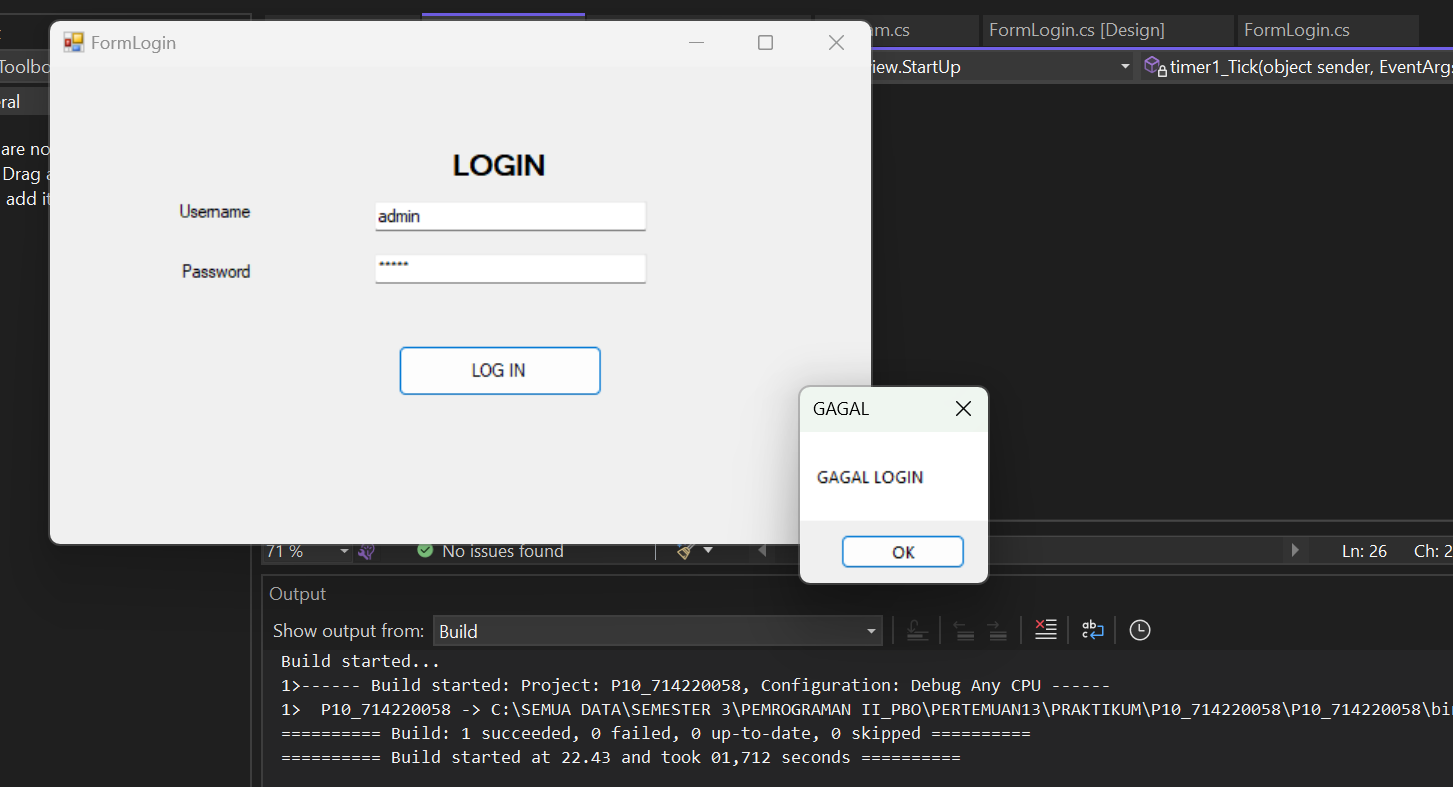 FormLogin
FormLogin.cs [Design]
FormLogin.cs
Toolbo
iew.StartUp
timer1_Tick(object sender, EventArgs
LOGIN
Username
admin
Password
*****
LOG IN
GAGAL
GAGAL LOGIN
OK
are no
Drag a
add it
71 %
No issues found
Ln: 26
Ch: 2
Output
Show output from:
Build
Build started...
1>------ Build started: Project: P10_714220058, Configuration: Debug Any CPU ------
1>  P10_714220058 -> C:\SEMUA DATA\SEMESTER 3\PEMROGRAMAN II_PBO\PERTEMUAN13\PRAKTIKUM\P10_714220058\P10_714220058\bin
========== Build: 1 succeeded, 0 failed, 0 up-to-date, 0 skipped ==========
========== Build started at 22.43 and took 01,712 seconds ==========